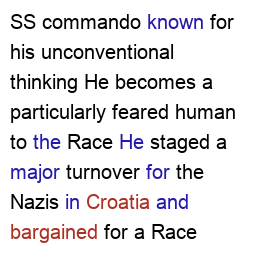 SS commando known for
his unconventional
thinking He becomes a
particularly feared human
to the Race He staged a
major turnover for the
Nazis in Croatia and
bargained for a Race